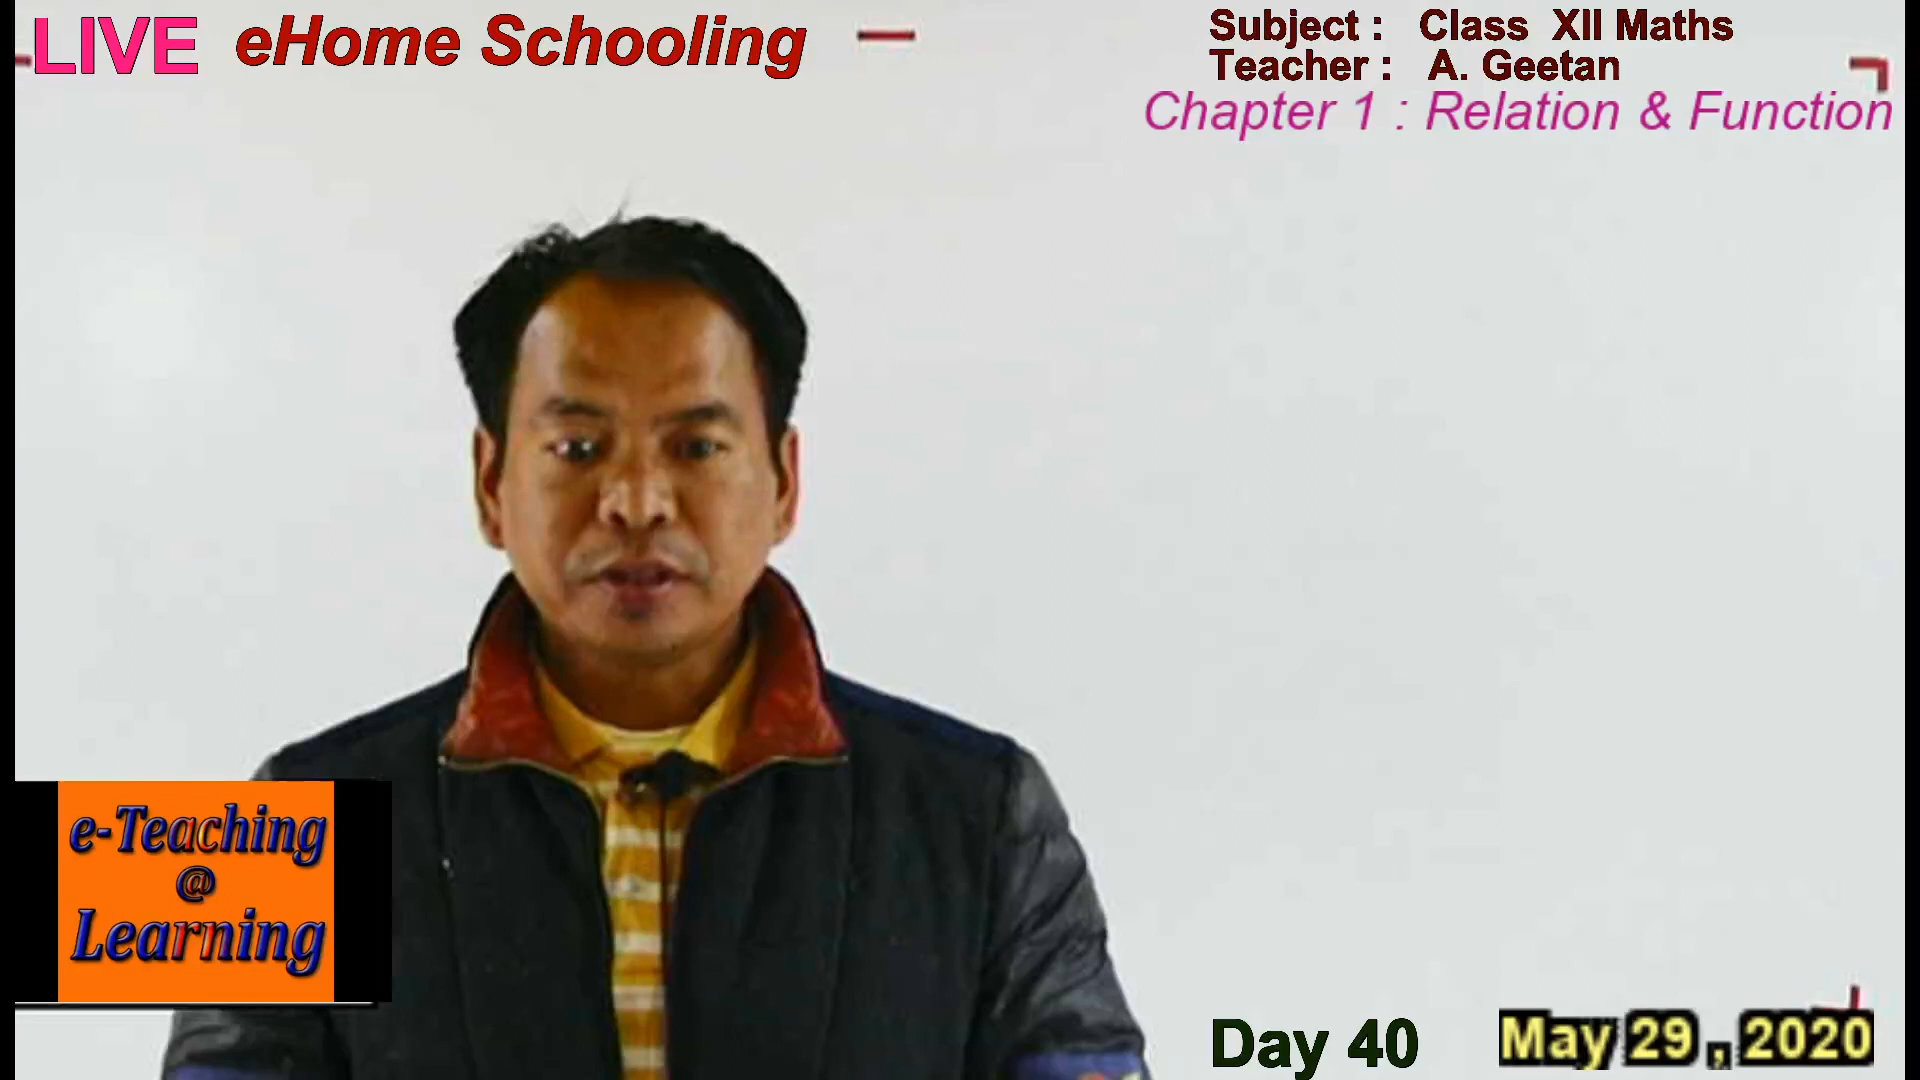 LIVE eHome Schooling
Subject : Class XII Maths
Teacher : A. Geetan
Chapter 1 : Relation & Function
e-Teaching
@
Learning
Day 40
May 29 , 2020